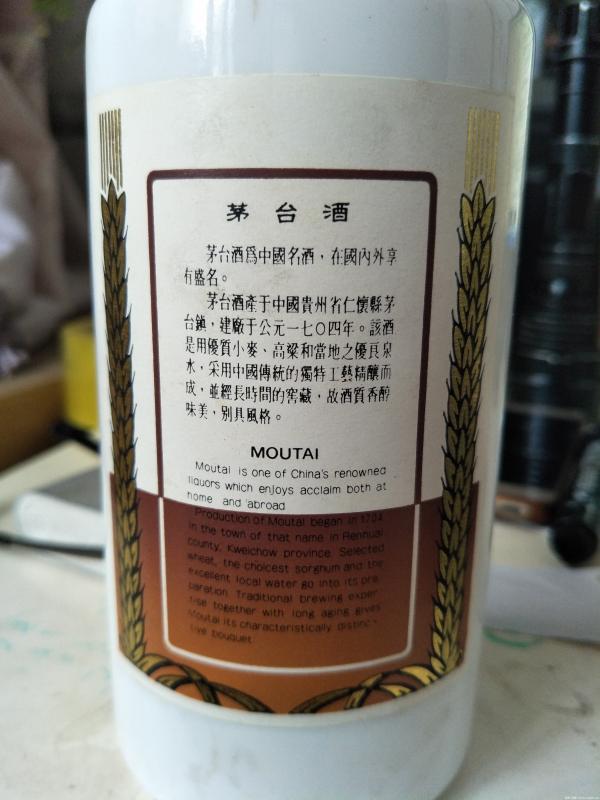 茅台酒
茅台酒爲中國名酒，在國內外享
有盛名。
茅台酒產于中國貴州省仁懷縣茅
台鎮，建廠于公元一七〇四年。該酒
是用優質小麥、高粱和當地之優良泉
水，采用中國傳統的獨特工藝精釀而
成，並經長時間的窖藏，故酒質香醇
味美，別具風格。
MOUTAI
Moutai is one of China's renowned
liquors which enjoys acclaim both at
home and abroad
Production of Moutai began in 1704
in the town of that name in Renhuai
county, Kweichow province. Selected
wheat, the choicest sorghum and the
excellent local water go into its pre
paration. Traditional brewing exper
tise together with long aging gives
Moutai its characteristically distinc-
tive bouquet